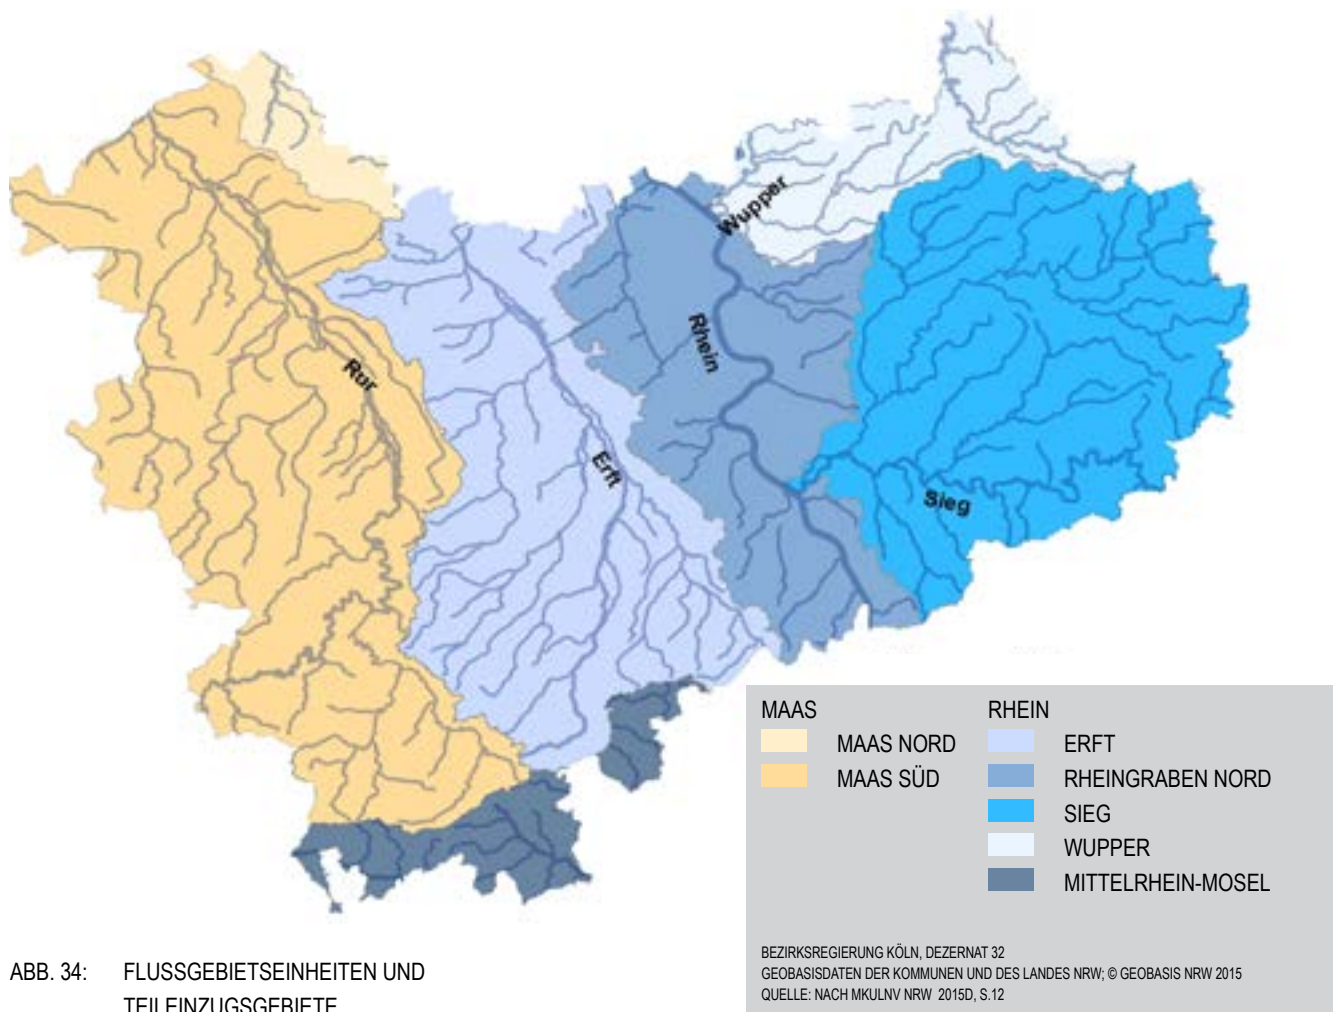 Wupper
Rhein
Rur
Erft
Sieg
MAAS
MAAS NORD
MAAS SÜD
RHEIN
ERFT
RHEINGRABEN NORD
SIEG
WUPPER
MITTELRHEIN-MOSEL
BEZIRKSREGIERUNG KÖLN, DEZERNAT 32
GEOBASISDATEN DER KOMMUNEN UND DES LANDES NRW; © GEOBASIS NRW 2015
QUELLE: NACH MKULNV NRW 2015D, S.12
ABB. 34: FLUSSGEBIETSEINHEITEN UND
TEILEINZUGSGEBIETE